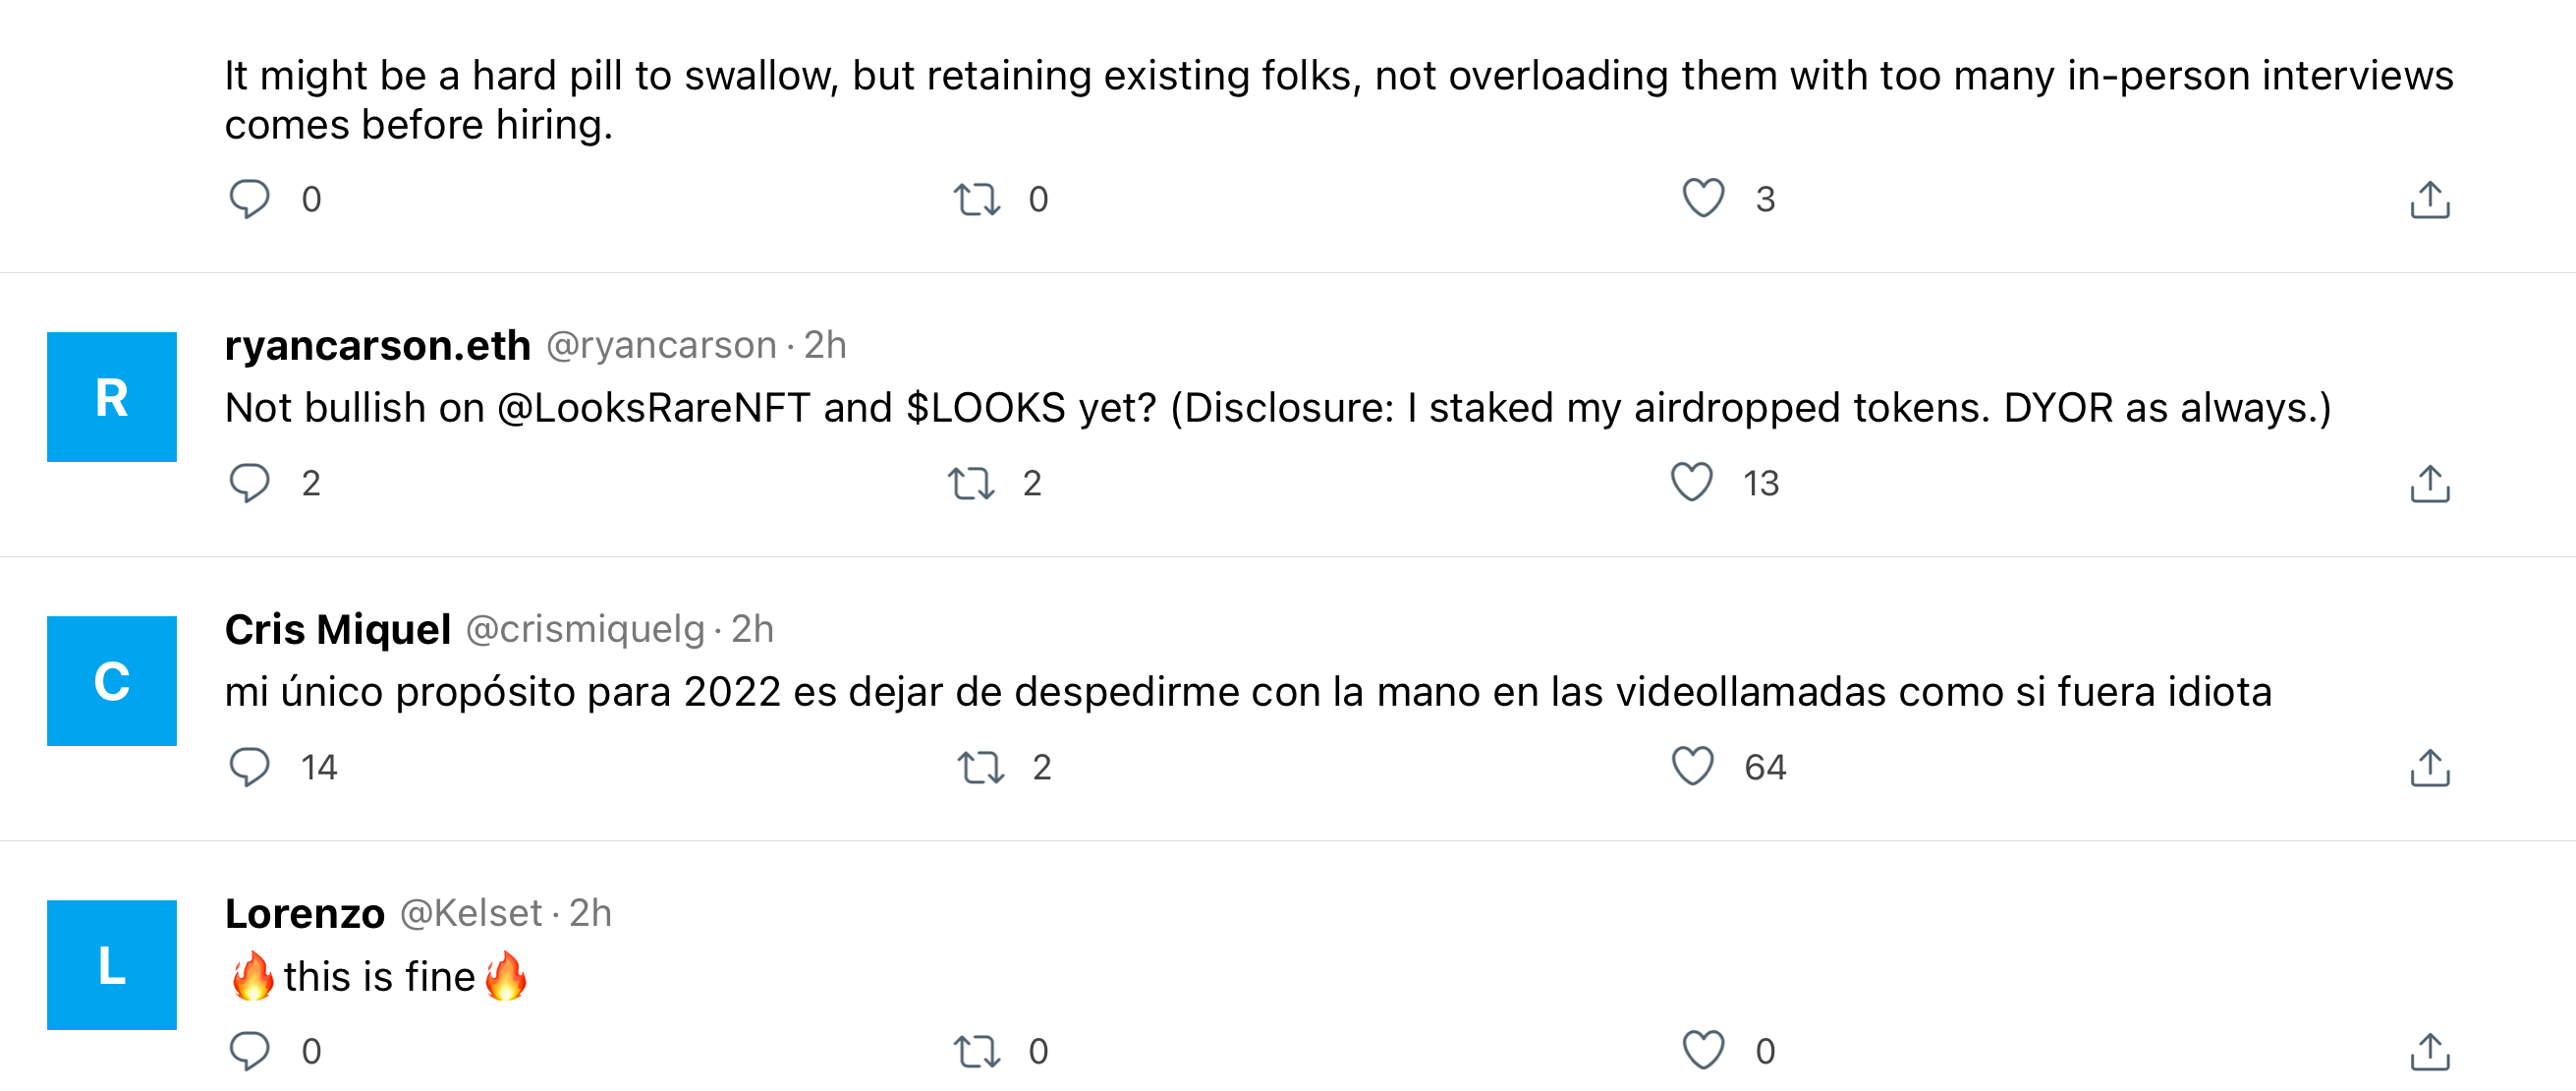 It might be a hard pill to swallow, but retaining existing folks, not overloading them with too many in-person interviews
comes before hiring.
0 0 3
R
ryancarson.eth @ryancarson · 2h
Not bullish on @LooksRareNFT and $LOOKS yet? (Disclosure: I staked my airdropped tokens. DYOR as always.)
2 2 13
C
Cris Miquel @crismiquelg · 2h
mi único propósito para 2022 es dejar de despedirme con la mano en las videollamadas como si fuera idiota
14 2 64
L
Lorenzo @Kelset · 2h
🔥this is fine🔥
0 0 0